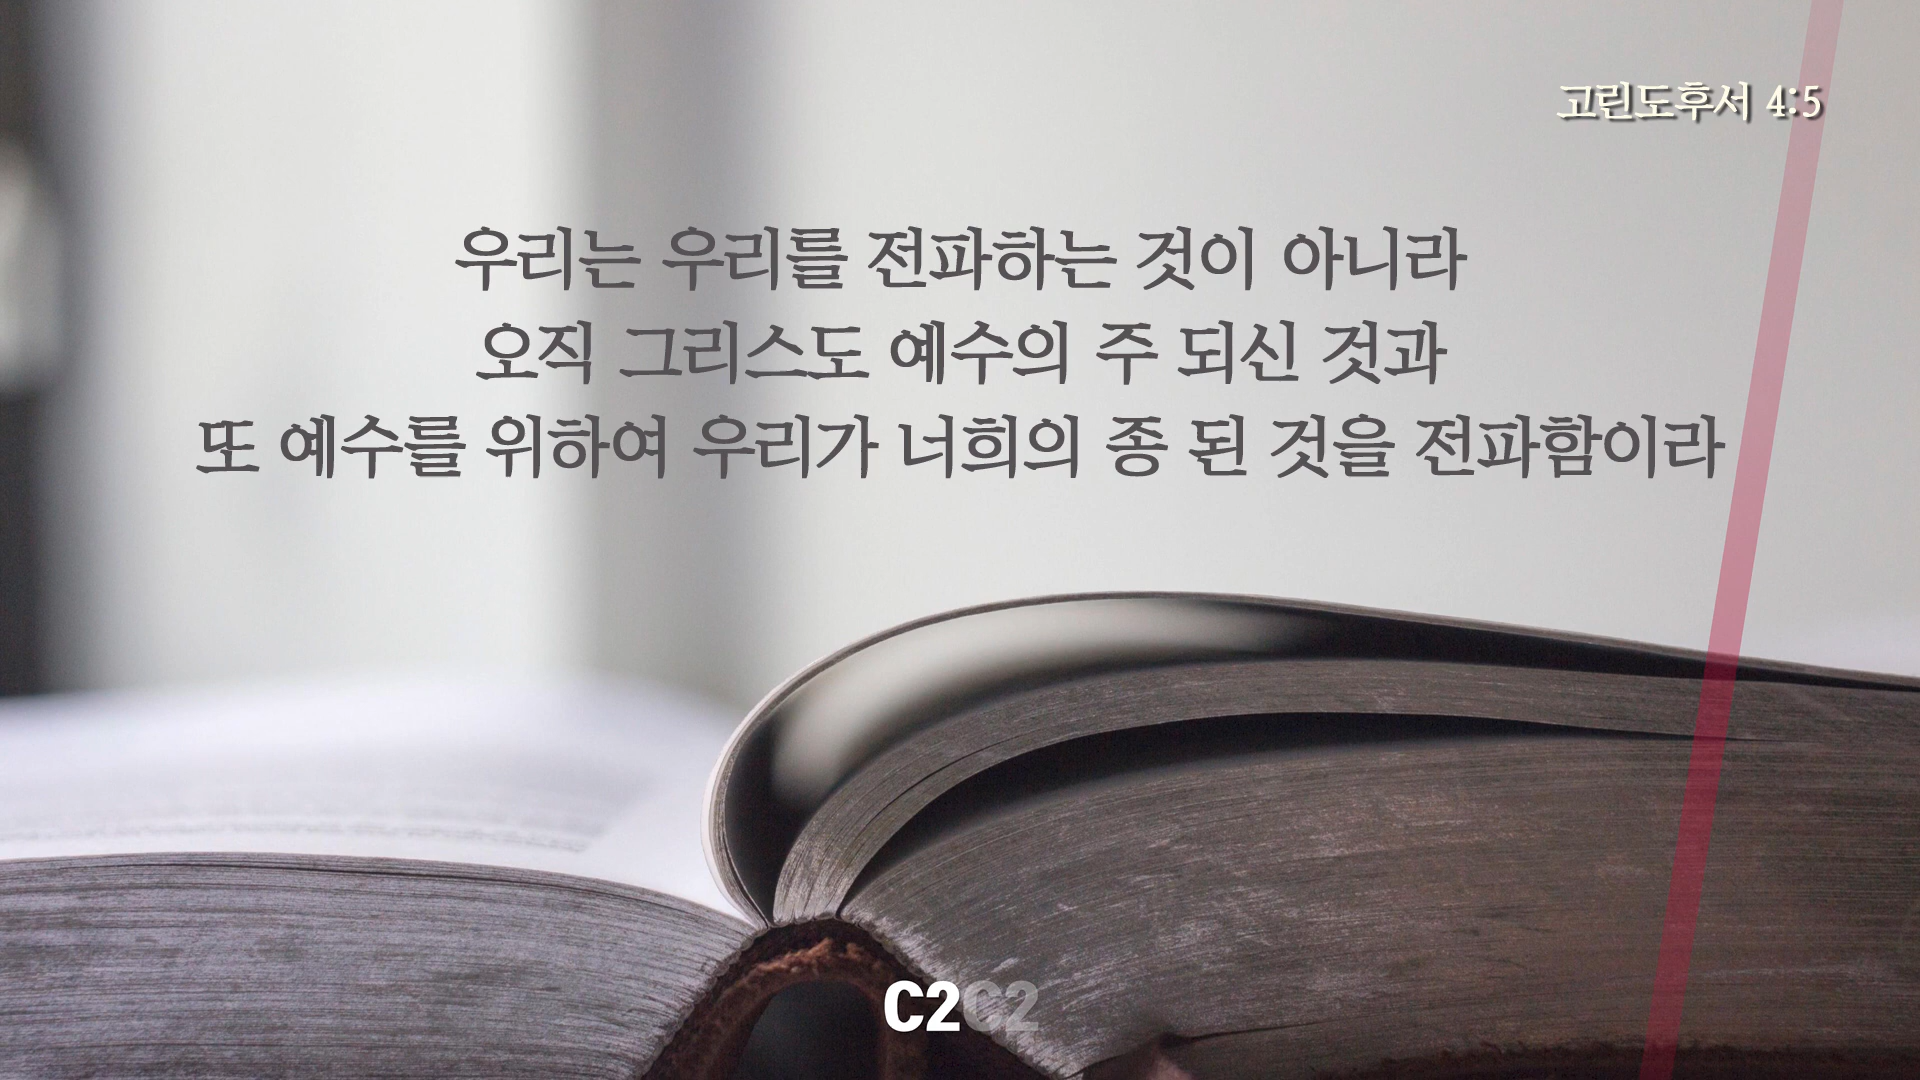 고린도후서 4:5
우리는 우리를 전파하는 것이 아니라
오직 그리스도 예수의 주 되신 것과
또 예수를 위하여 우리가 너희의 종 된 것을 전파함이라
C2C2